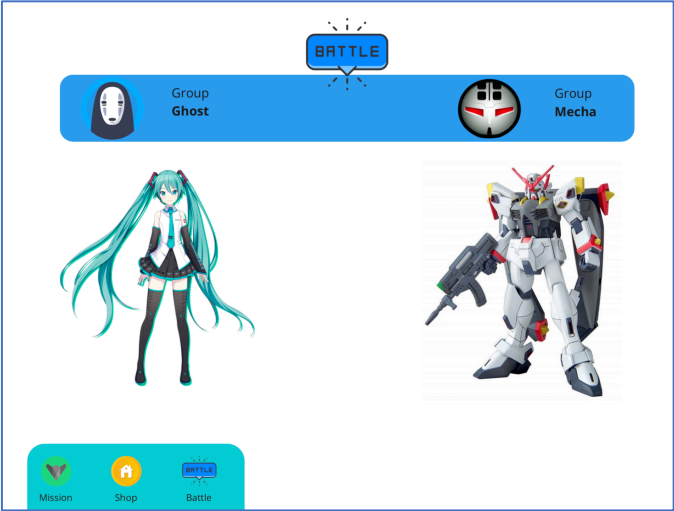 BATTLE
Group
Ghost
Group
Mecha
Mission
Shop
BATTLE
Battle